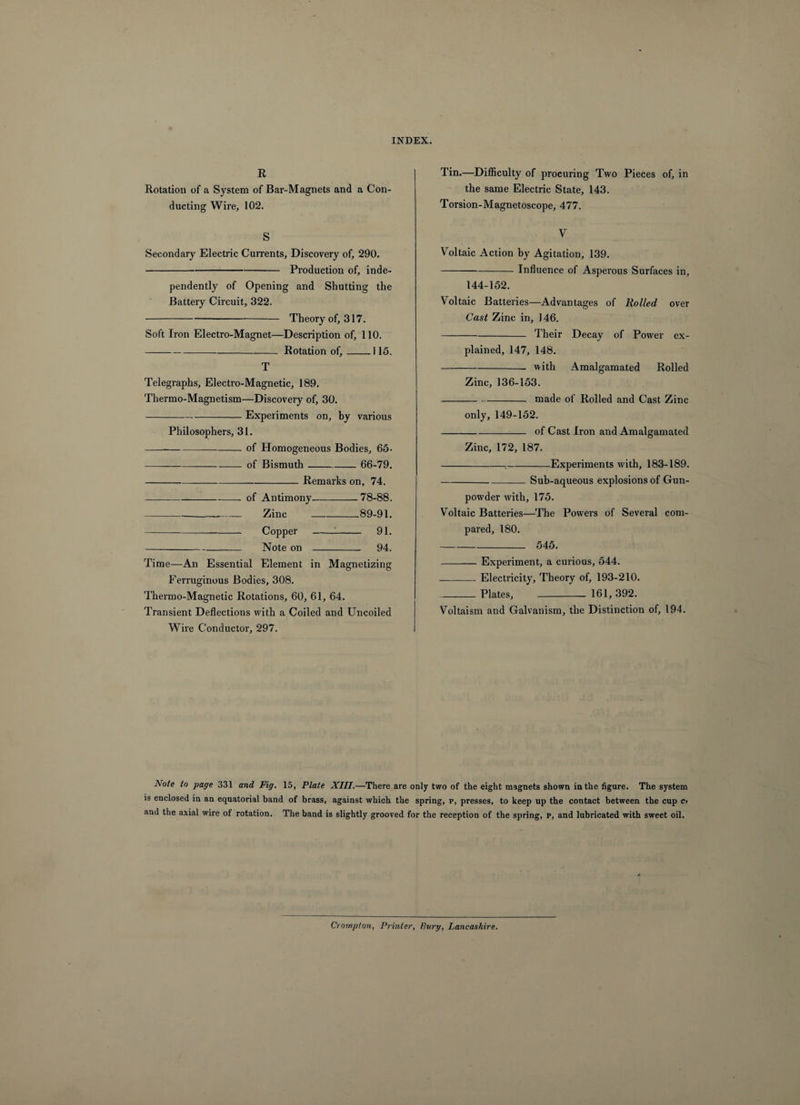 INDEX.
R
Rotation of a System of Bar-Magnets and a Con-
ducting Wire, 102.
S
Secondary Electric Currents, Discovery of, 290.
——————— Production of, inde-
pendently of Opening and Shutting the
Battery Circuit, 322.
——————— Theory of, 317.
Soft Iron Electro-Magnet—Description of, 110.
——————— Rotation of, ——115.
T
Telegraphs, Electro-Magnetic, 189.
Thermo-Magnetism—Discovery of, 30.
——————— Experiments on, by various
Philosophers, 31.
——————— of Homogeneous Bodies, 65.
——————— of Bismuth ———— 66-79.
——————— Remarks on, 74.
——————— of Antimony———— 78-88.
——————— Zinc ————89-91.
——————— Copper ———— 91.
——————— Note on ———— 94.
Time—An Essential Element in Magnetizing
Ferruginous Bodies, 308.
Thermo-Magnetic Rotations, 60, 61, 64.
Transient Deflections with a Coiled and Uncoiled
Wire Conductor, 297.
Tin.—Difficulty of procuring Two Pieces of, in
the same Electric State, 143.
Torsion-Magnetoscope, 477.
V
Voltaic Action by Agitation, 139.
——————— Influence of Asperous Surfaces in,
144-152.
Voltaic Batteries—Advantages of Rolled over
Cast Zinc in, 146.
——————— Their Decay of Power ex-
plained, 147, 148.
——————— with Amalgamated Rolled
Zinc, 136-153.
——————— made of Rolled and Cast Zinc
only, 149-152.
——————— of Cast Iron and Amalgamated
Zinc, 172, 187.
——————— Experiments with, 183-189.
——————— Sub-aqueous explosions of Gun-
powder with, 175.
Voltaic Batteries—The Powers of Several com-
pared, 180.
——————— 545.
———— Experiment, a curious, 544.
———— Electricity, Theory of, 193-210.
———— Plates, ———— 161, 392.
Voltaism and Galvanism, the Distinction of, 194.
Note to page 331 and Fig. 15, Plate XIII.—There are only two of the eight magnets shown in the figure. The system
is enclosed in an equatorial band of brass, against which the spring, P, presses, to keep up the contact between the cup c,
and the axial wire of rotation. The band is slightly grooved for the reception of the spring, P, and lubricated with sweet oil.
Crompton, Printer, Bury, Lancashire.